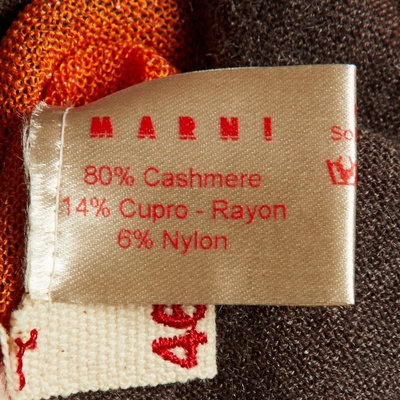 MARNI
80% Cashmere
14% Cupro - Rayon
6% Nylon